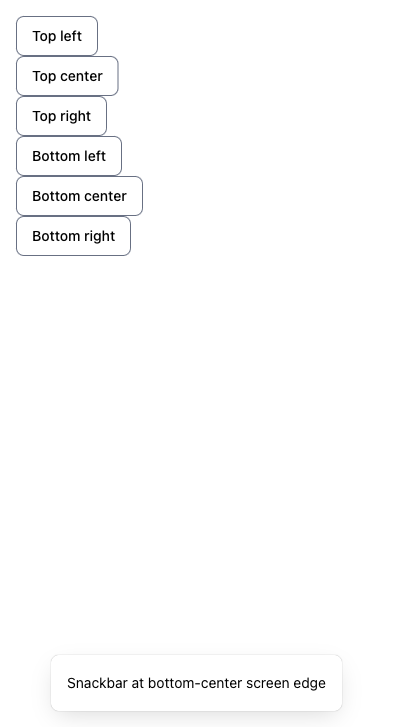 Top left
Top center
Top right
Bottom left
Bottom center
Bottom right
Snackbar at bottom-center screen edge